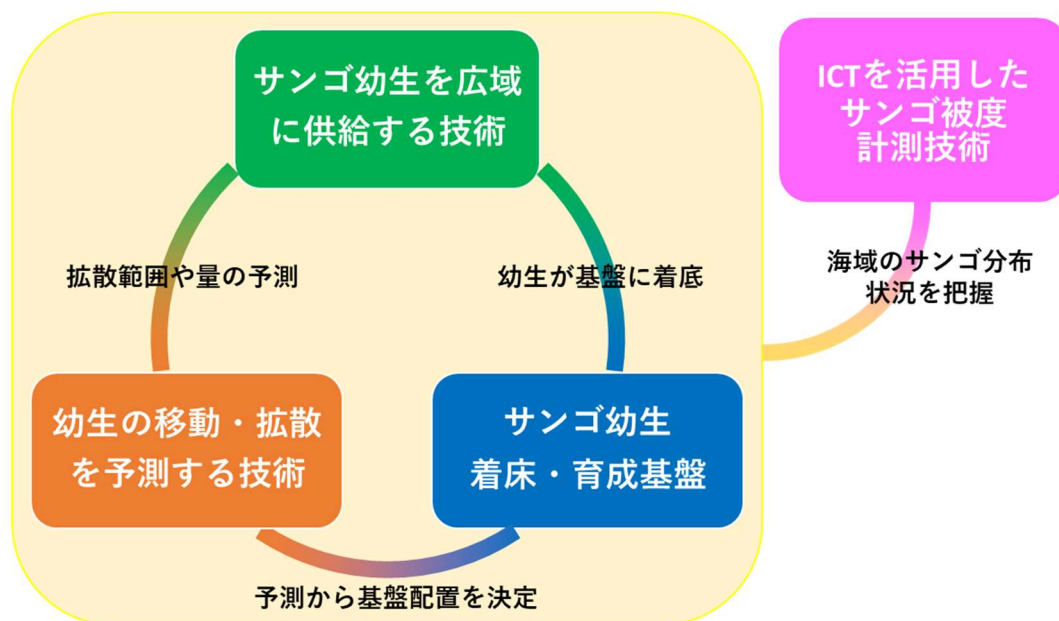 サンゴ幼生を広域
に供給する技術
ICTを活用した
サンゴ被度
計測技術
拡散範囲や量の予測
幼生が基盤に着底
海域のサンゴ分布
状況を把握
幼生の移動・拡散
を予測する技術
サンゴ幼生
着床・育成基盤
予測から基盤配置を決定